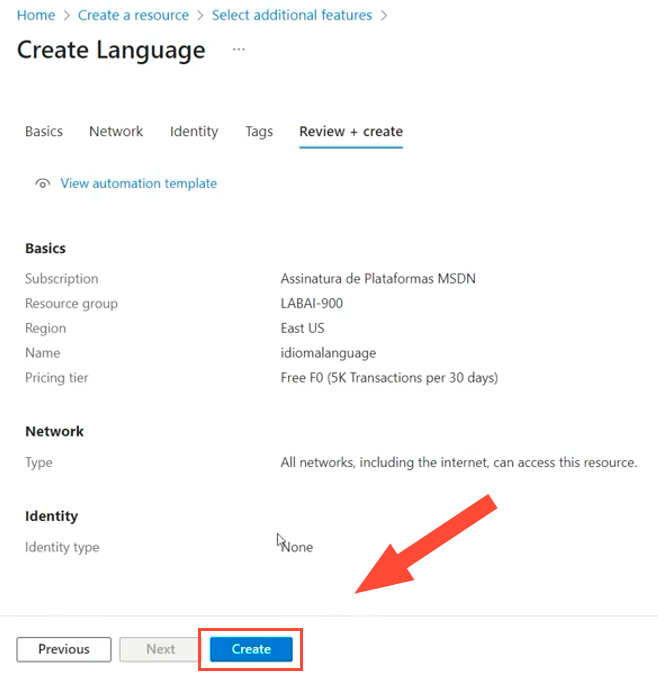 Home > Create a resource > Select additional features >
Create Language ...
Basics Network Identity Tags Review + create
View automation template
Basics
Subscription Assinatura de Plataformas MSDN
Resource group LABAI-900
Region East US
Name idiomalanguage
Pricing tier Free F0 (5K Transactions per 30 days)
Network
Type All networks, including the internet, can access this resource.
Identity
Identity type None
Previous Next Create